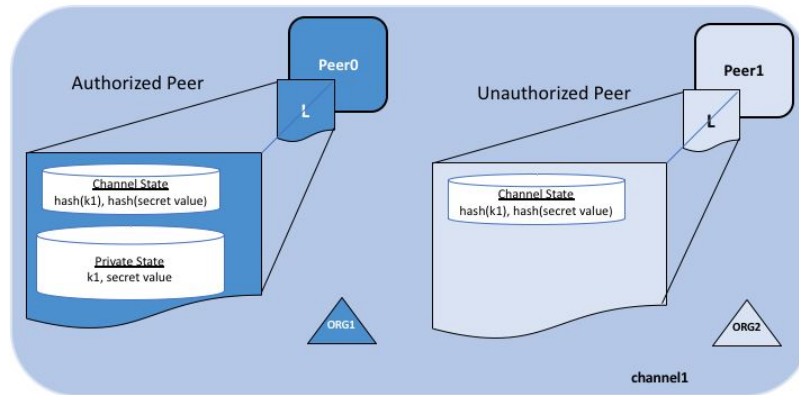 Authorized Peer
Peer0
L
Channel State
hash(k1), hash(secret value)
Private State
k1, secret value
ORG1
Unauthorized Peer
Peer1
L
Channel State
hash(k1), hash(secret value)
ORG2
channel1